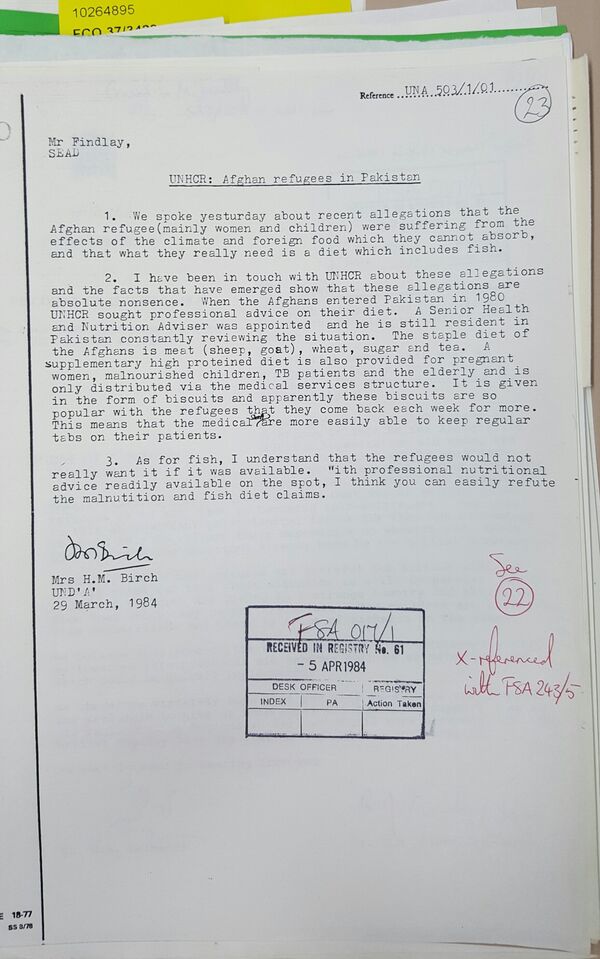 10264895
FCO 37/3498
Reference UNA 503/1/01
23
Mr Findlay,
SEAD
UNHCR: Afghan refugees in Pakistan
1. We spoke yesturday about recent allegations that the
Afghan refugee(mainly women and children) were suffering from the
effects of the climate and foreign food which they cannot absorb,
and that what they really need is a diet which includes fish.
2. I have been in touch with UNHCR about these allegations
and the facts that have emerged show that these allegations are
absolute nonsence. When the Afghans entered Pakistan in 1980
UNHCR sought professional advice on their diet. A Senior Health
and Nutrition Adviser was appointed and he is still resident in
Pakistan constantly reviewing the situation. The staple diet of
the Afghans is meat (sheep, goat), wheat, sugar and tea. A
supplementary high proteined diet is also provided for pregnant
women, malnourished children, TB patients and the elderly and is
only distributed via the medical services structure. It is given
in the form of biscuits and apparently these biscuits are so
popular with the refugees that they come back each week for more.
This means that the medical are more easily able to keep regular
tabs on their patients.
3. As for fish, I understand that the refugees would not
really want it if it was available. "ith professional nutritional
advice readily available on the spot, I think you can easily refute
the malnutition and fish diet claims.
Mrs H.M. Birch
UND'A'
29 March, 1984
See
22
FSA 017/1
RECEIVED IN REGISTRY No. 61
- 5 APR 1984
DESK OFFICER REGISTRY
INDEX PA Action Taken
X-referenced
with FSA 243/5
18-77
SS 8/78